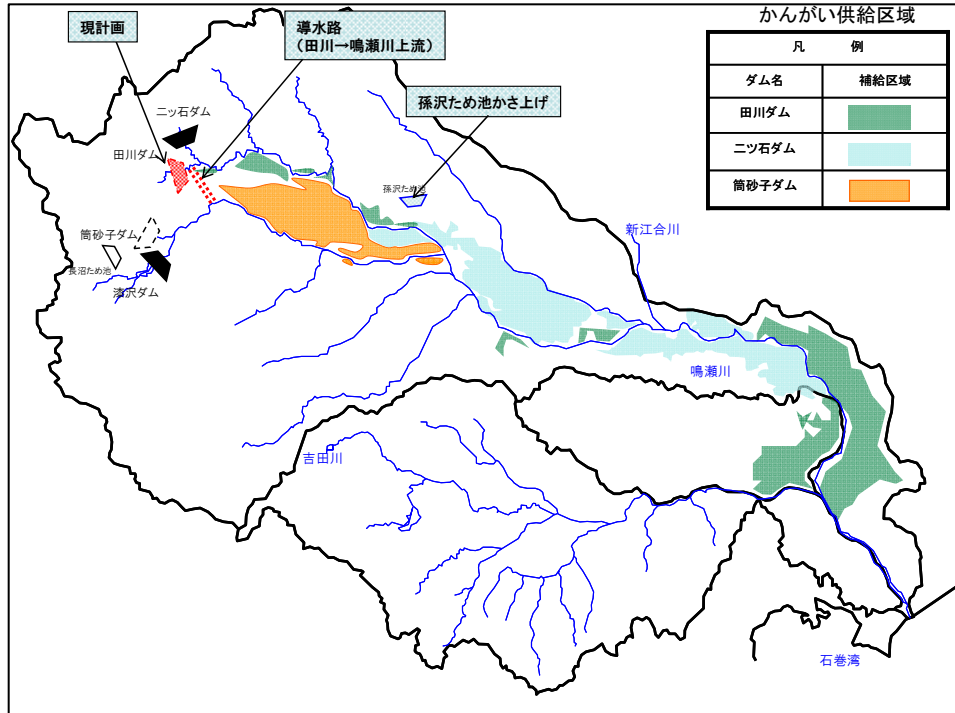 かんがい供給区域
凡 例
ダム名 補給区域
田川ダム
二ツ石ダム
筒砂子ダム
現計画
導水路
(田川→鳴瀬川上流)
孫沢ため池かさ上げ
二ッ石ダム
田川ダム
孫沢ため池
筒砂子ダム
長沼ため池
漆沢ダム
新江合川
鳴瀬川
吉田川
石巻湾